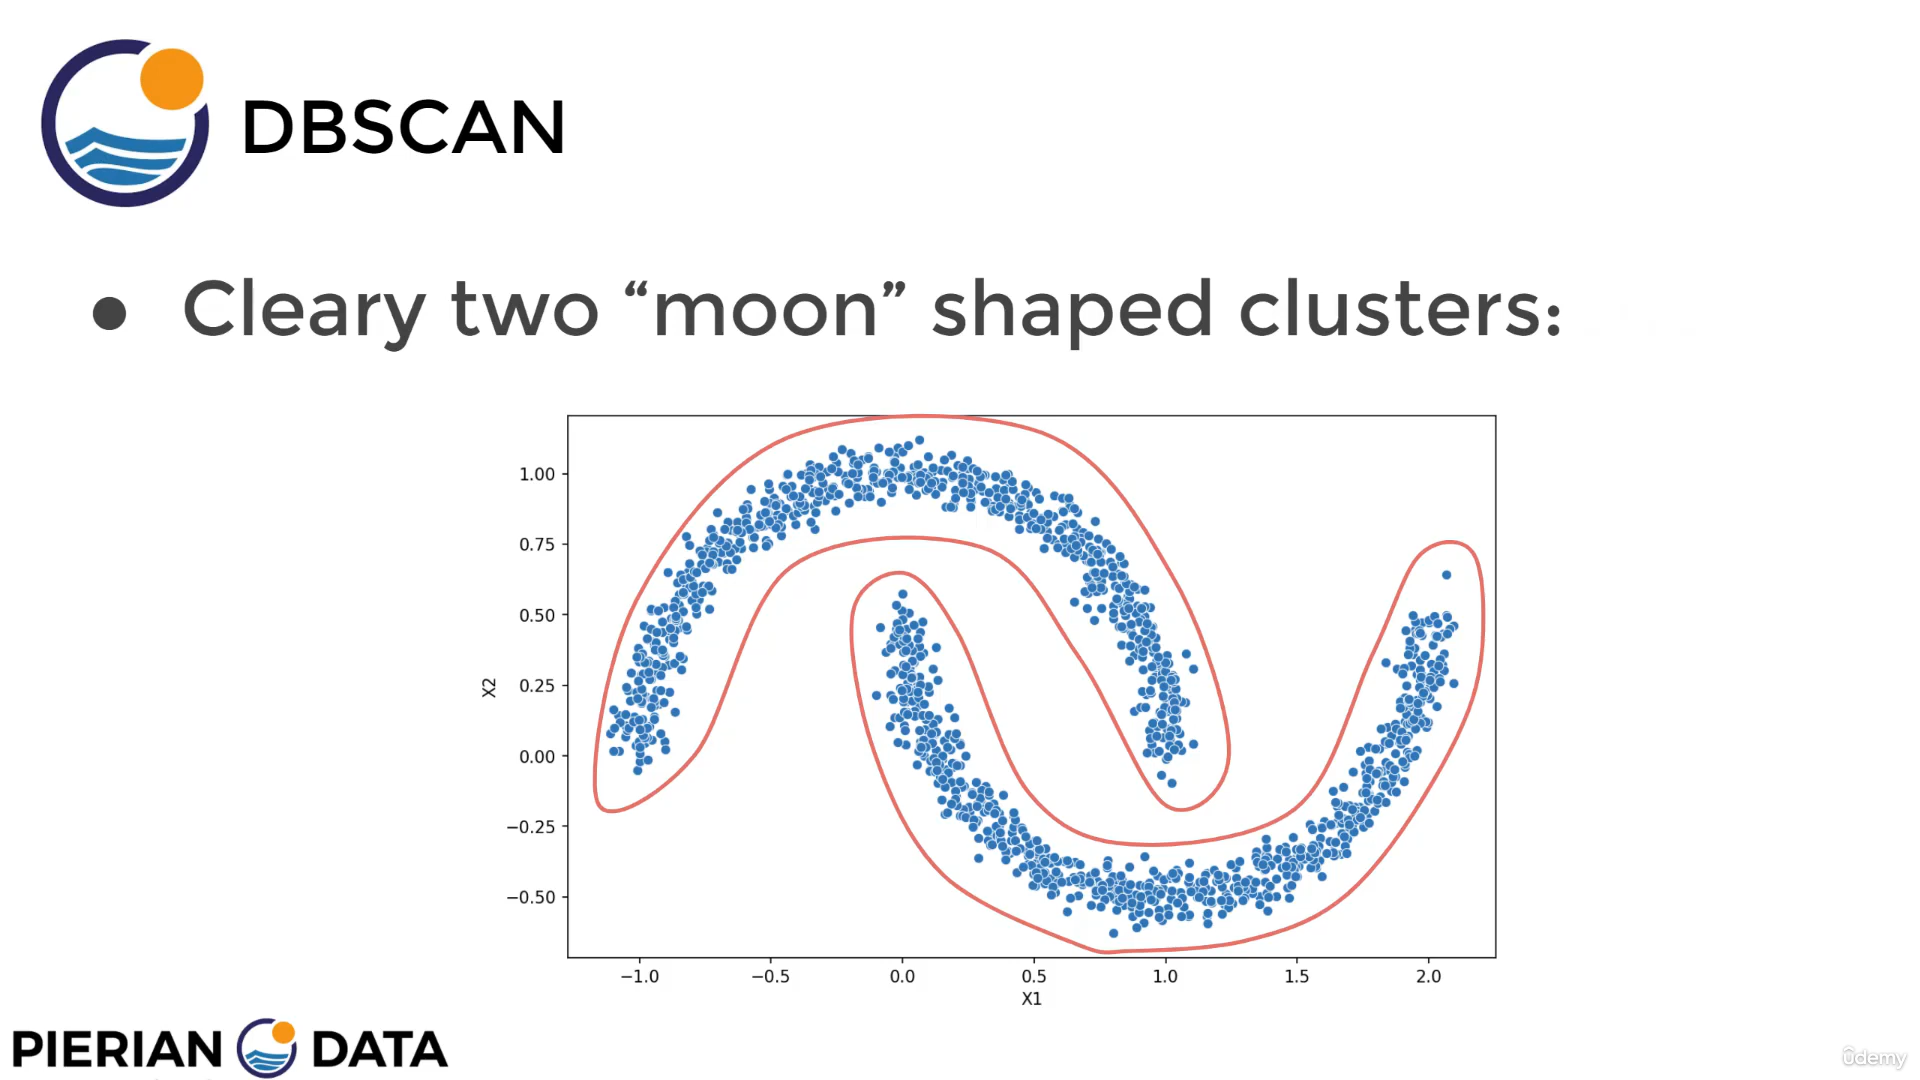 DBSCAN
● Cleary two “moon” shaped clusters:
1.00
0.75
0.50
0.25
0.00
−0.25
−0.50
X2
−1.0 −0.5 0.0 0.5 1.0 1.5 2.0
X1
PIERIAN DATA
ûdemy